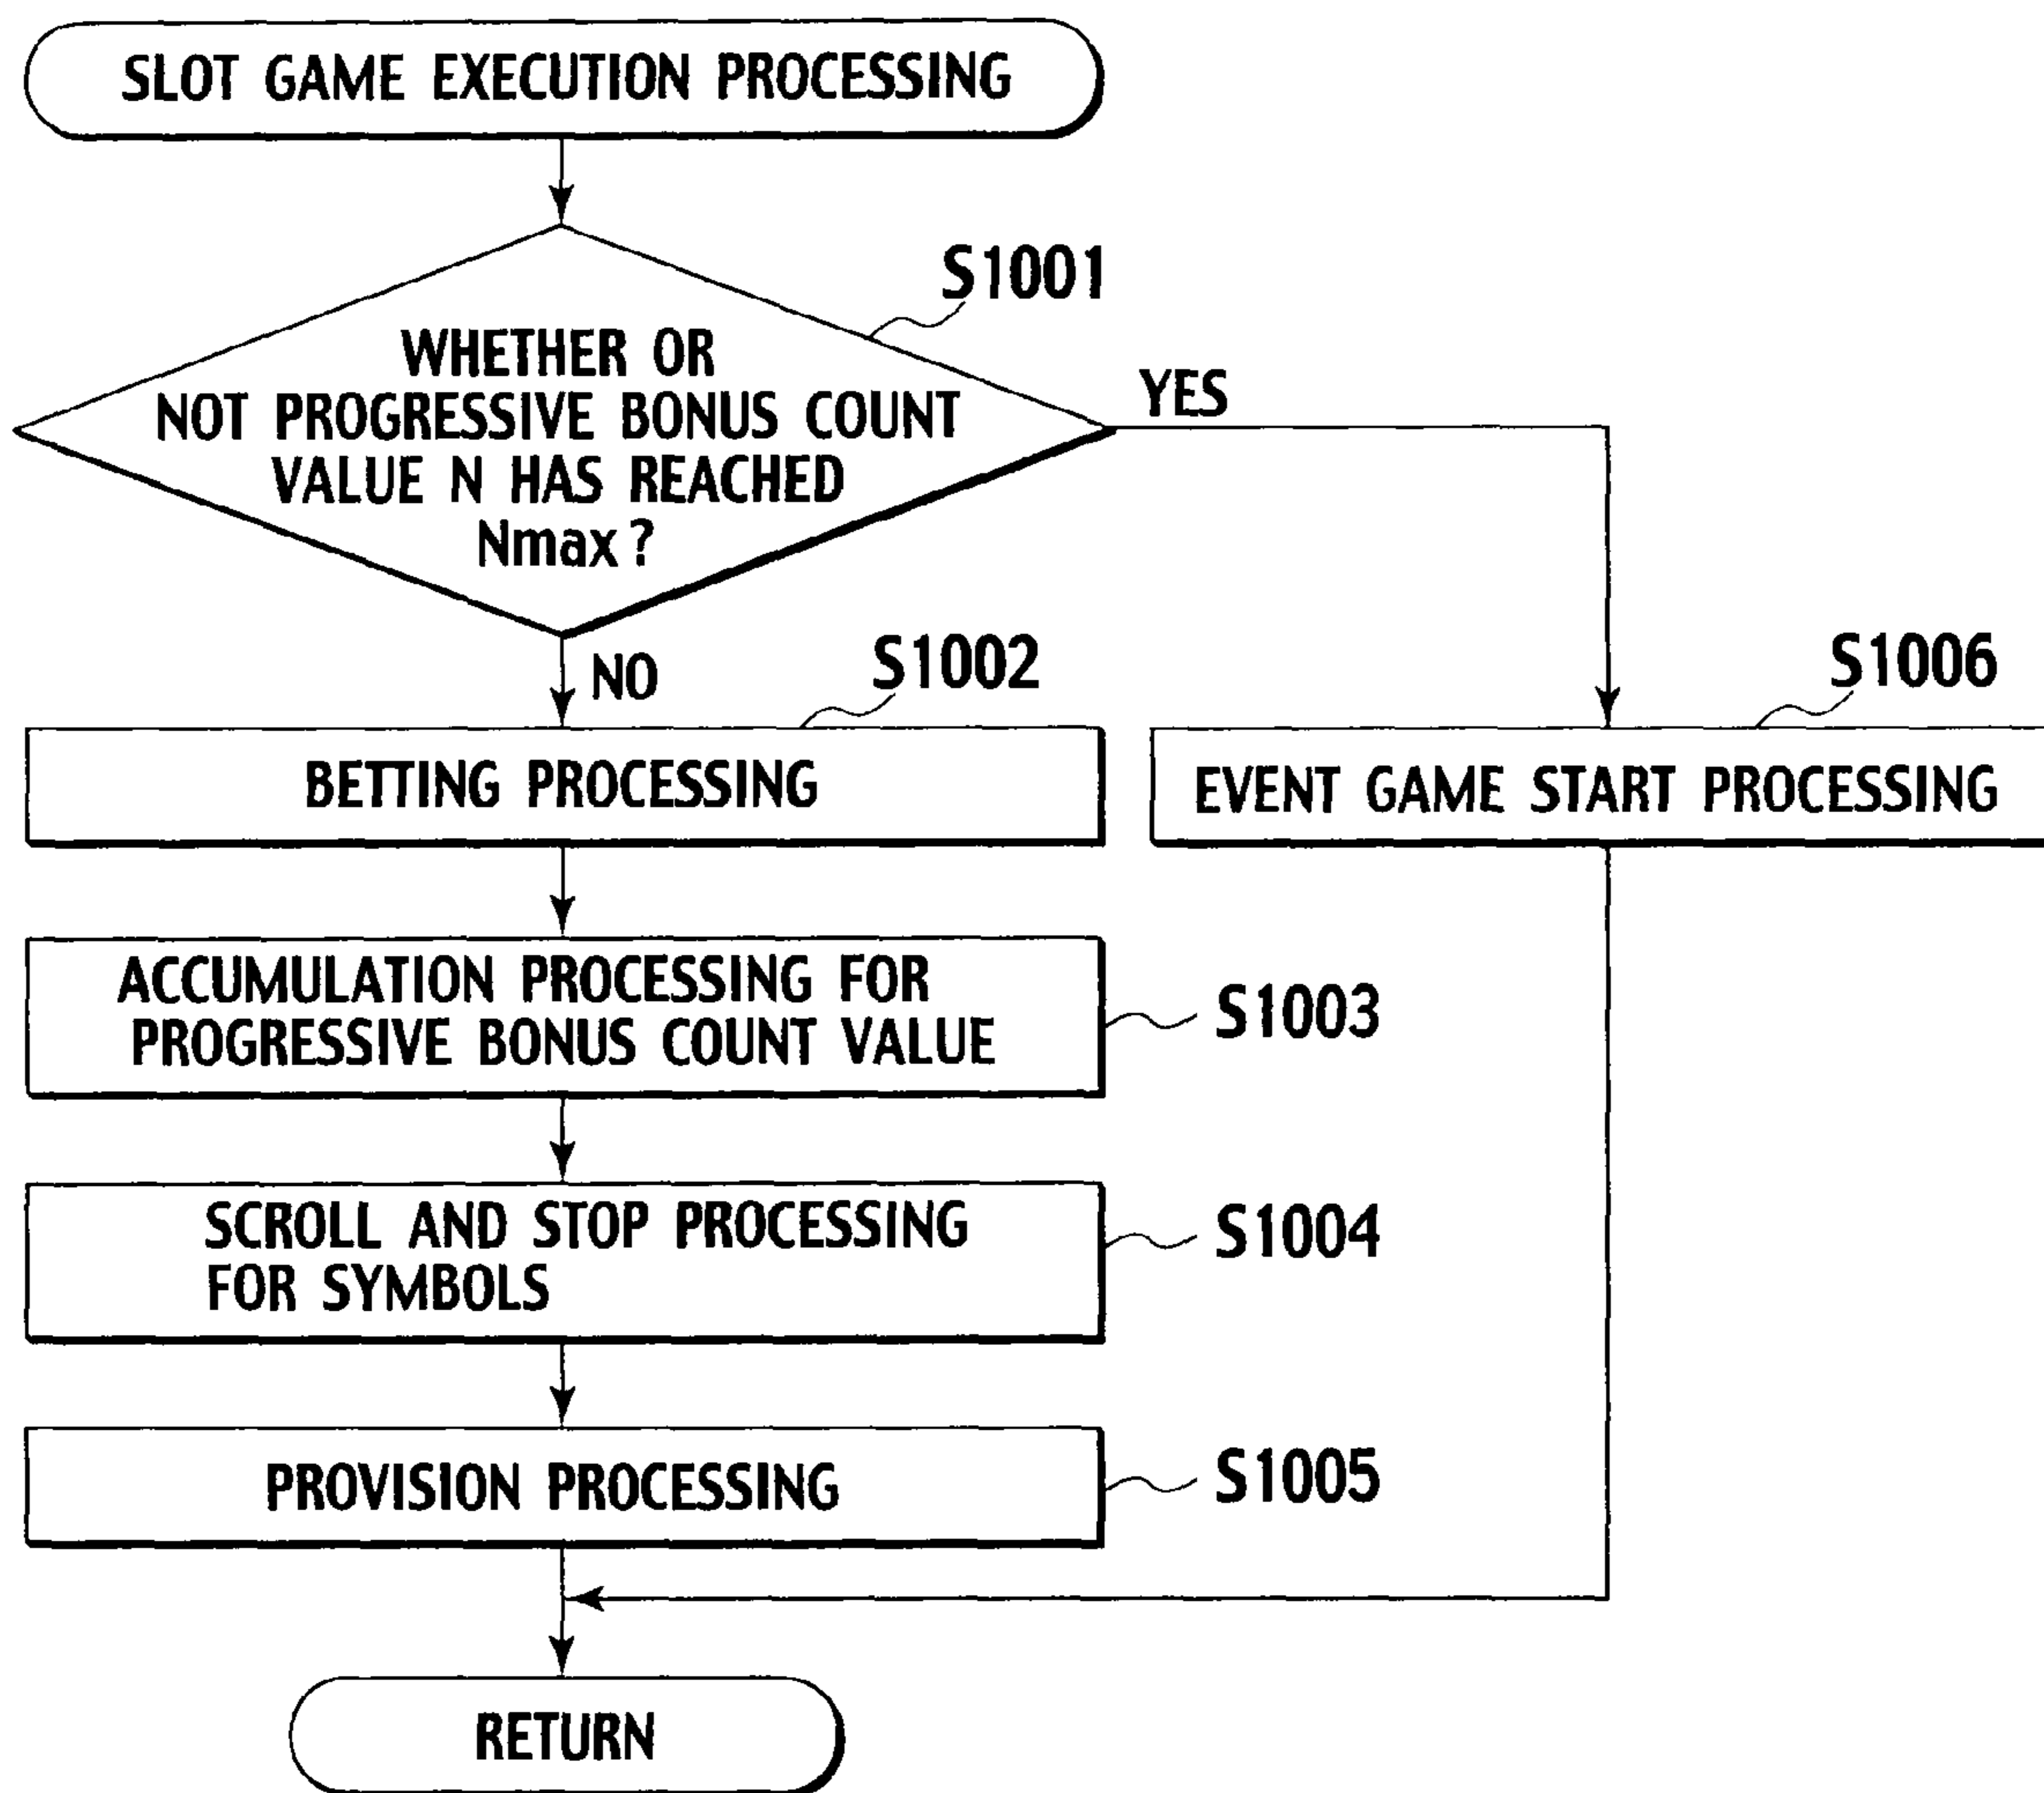 SLOT GAME EXECUTION PROCESSING
S1001
WHETHER OR
NOT PROGRESSIVE BONUS COUNT
VALUE N HAS REACHED
Nmax ?
YES
NO
S1002
S1006
BETTING PROCESSING
EVENT GAME START PROCESSING
ACCUMULATION PROCESSING FOR
PROGRESSIVE BONUS COUNT VALUE
S1003
SCROLL AND STOP PROCESSING
FOR SYMBOLS
S1004
PROVISION PROCESSING
S1005
RETURN